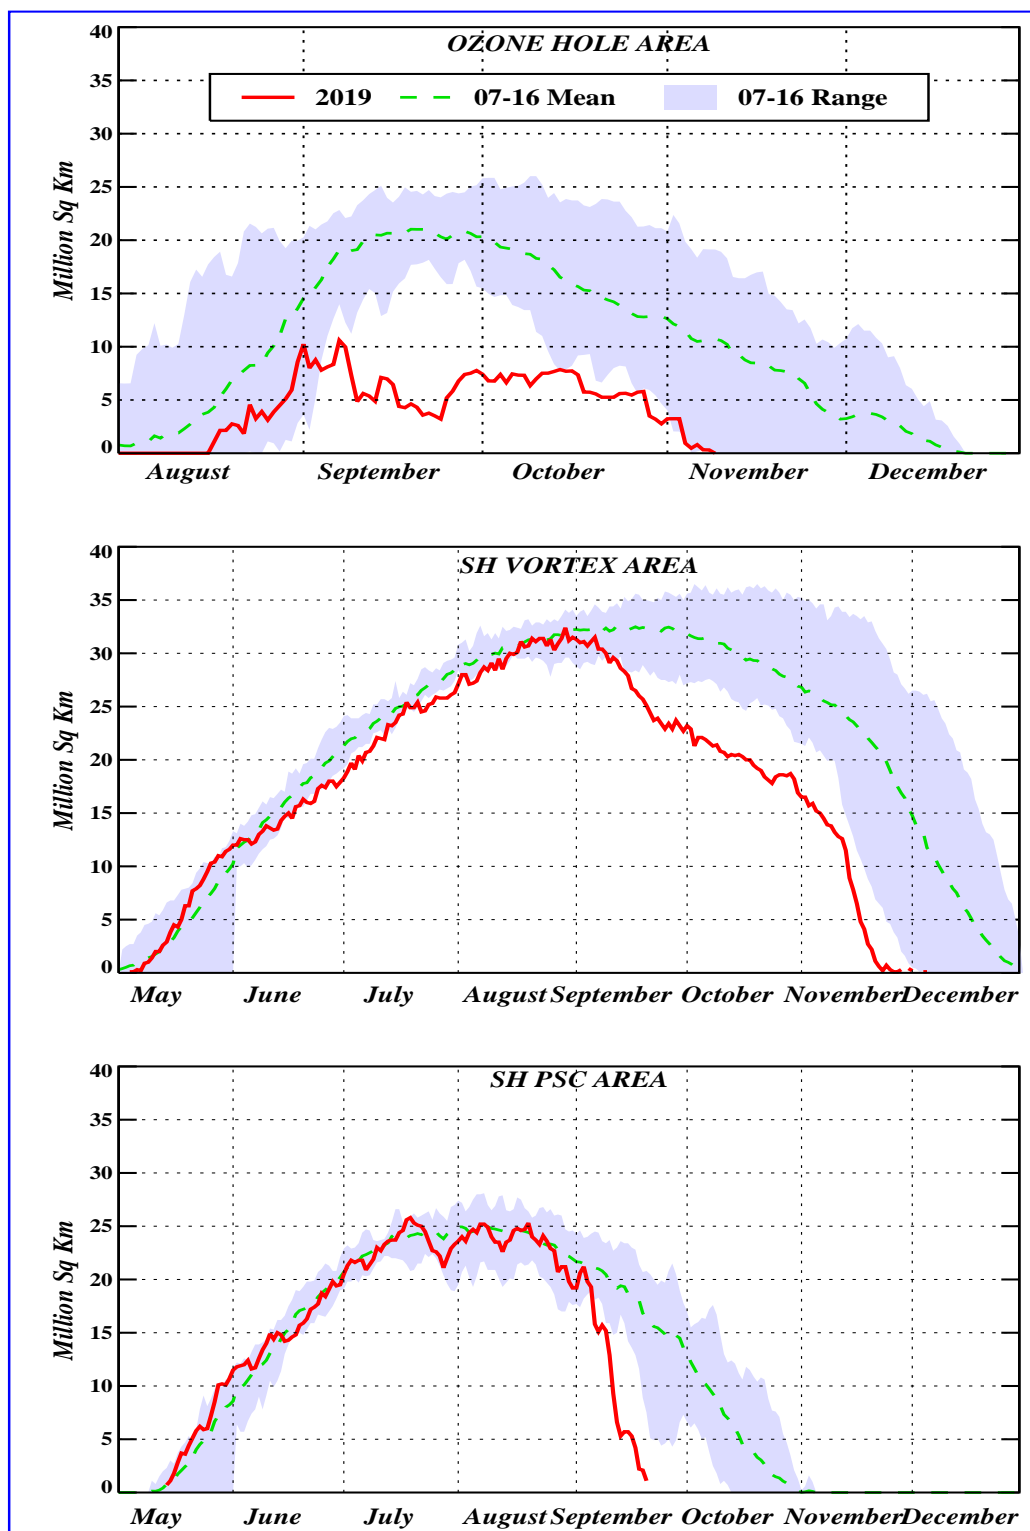 OZONE HOLE AREA
2019 07-16 Mean 07-16 Range
Million Sq Km
40
35
30
25
20
15
10
5
0
August September October November December
SH VORTEX AREA
Million Sq Km
40
35
30
25
20
15
10
5
0
May June July August September October November December
SH PSC AREA
Million Sq Km
40
35
30
25
20
15
10
5
0
May June July August September October November December